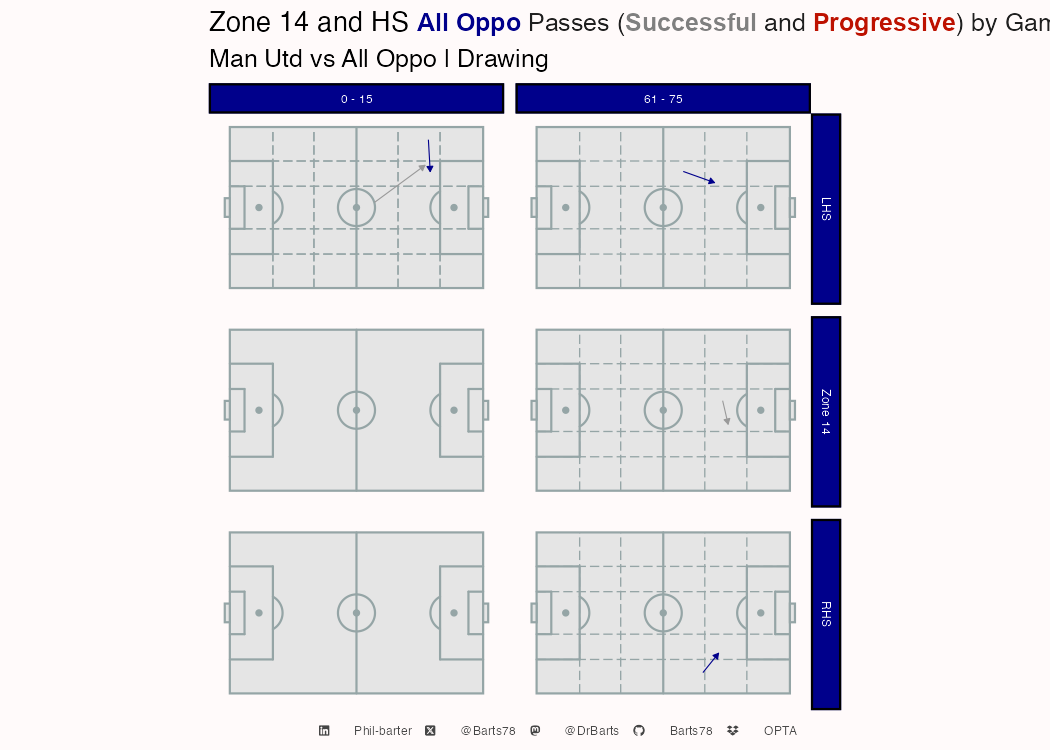 Zone 14 and HS All Oppo Passes (Successful and Progressive) by Gam
Man Utd vs All Oppo | Drawing
0 - 15
61 - 75
LHS
Zone 14
RHS
Phil-barter @Barts78 @DrBarts Barts78 OPTA